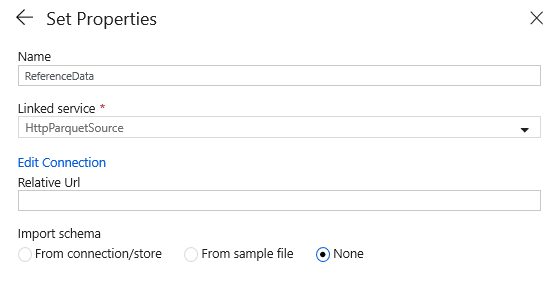 Set Properties
Name
ReferenceData
Linked service *
HttpParquetSource
Edit Connection
Relative Url
Import schema
From connection/store From sample file None